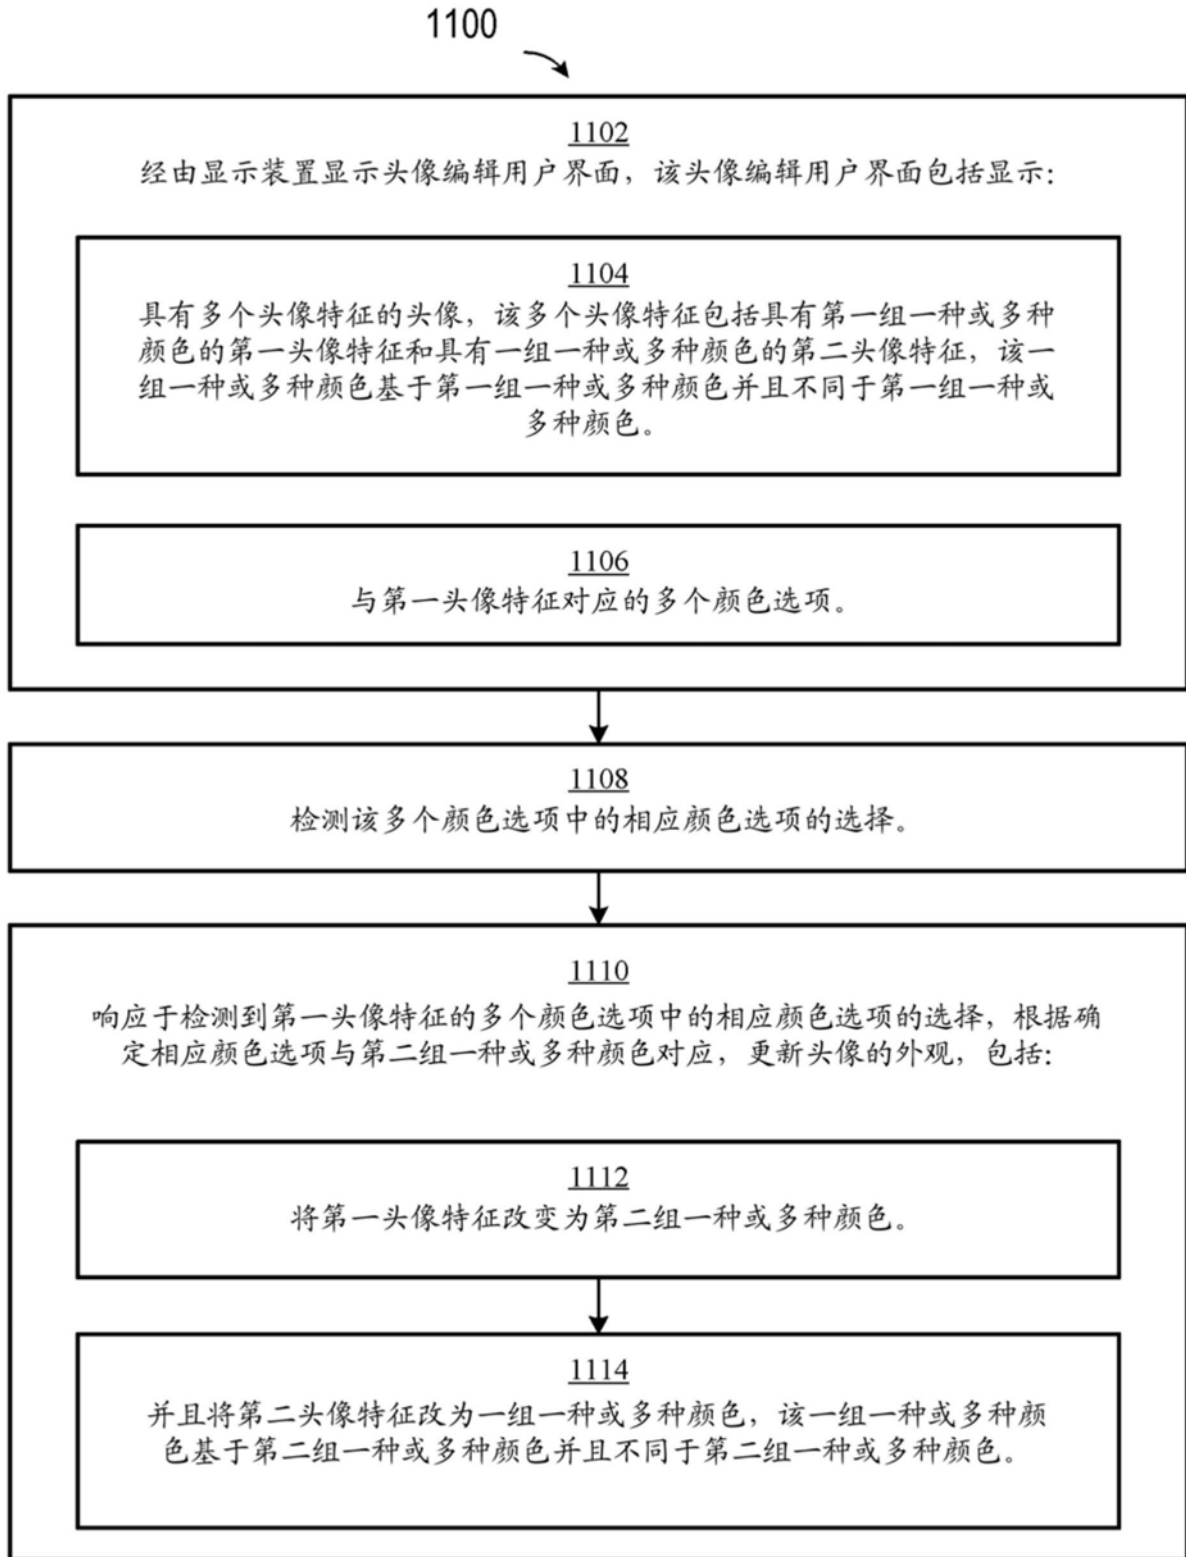 1100
1102
经由显示装置显示头像编辑用户界面，该头像编辑用户界面包括显示：
1104
具有多个头像特征的头像，该多个头像特征包括具有第一组一种或多种
颜色的第一头像特征和具有一组一种或多种颜色的第二头像特征，该一
组一种或多种颜色基于第一组一种或多种颜色并且不同于第一组一种或
多种颜色。
1106
与第一头像特征对应的多个颜色选项。
1108
检测该多个颜色选项中的相应颜色选项的选择。
1110
响应于检测到第一头像特征的多个颜色选项中的相应颜色选项的选择，根据确
定相应颜色选项与第二组一种或多种颜色对应，更新头像的外观，包括：
1112
将第一头像特征改变为第二组一种或多种颜色。
1114
并且将第二头像特征改为一组一种或多种颜色，该一组一种或多种颜
色基于第二组一种或多种颜色并且不同于第二组一种或多种颜色。